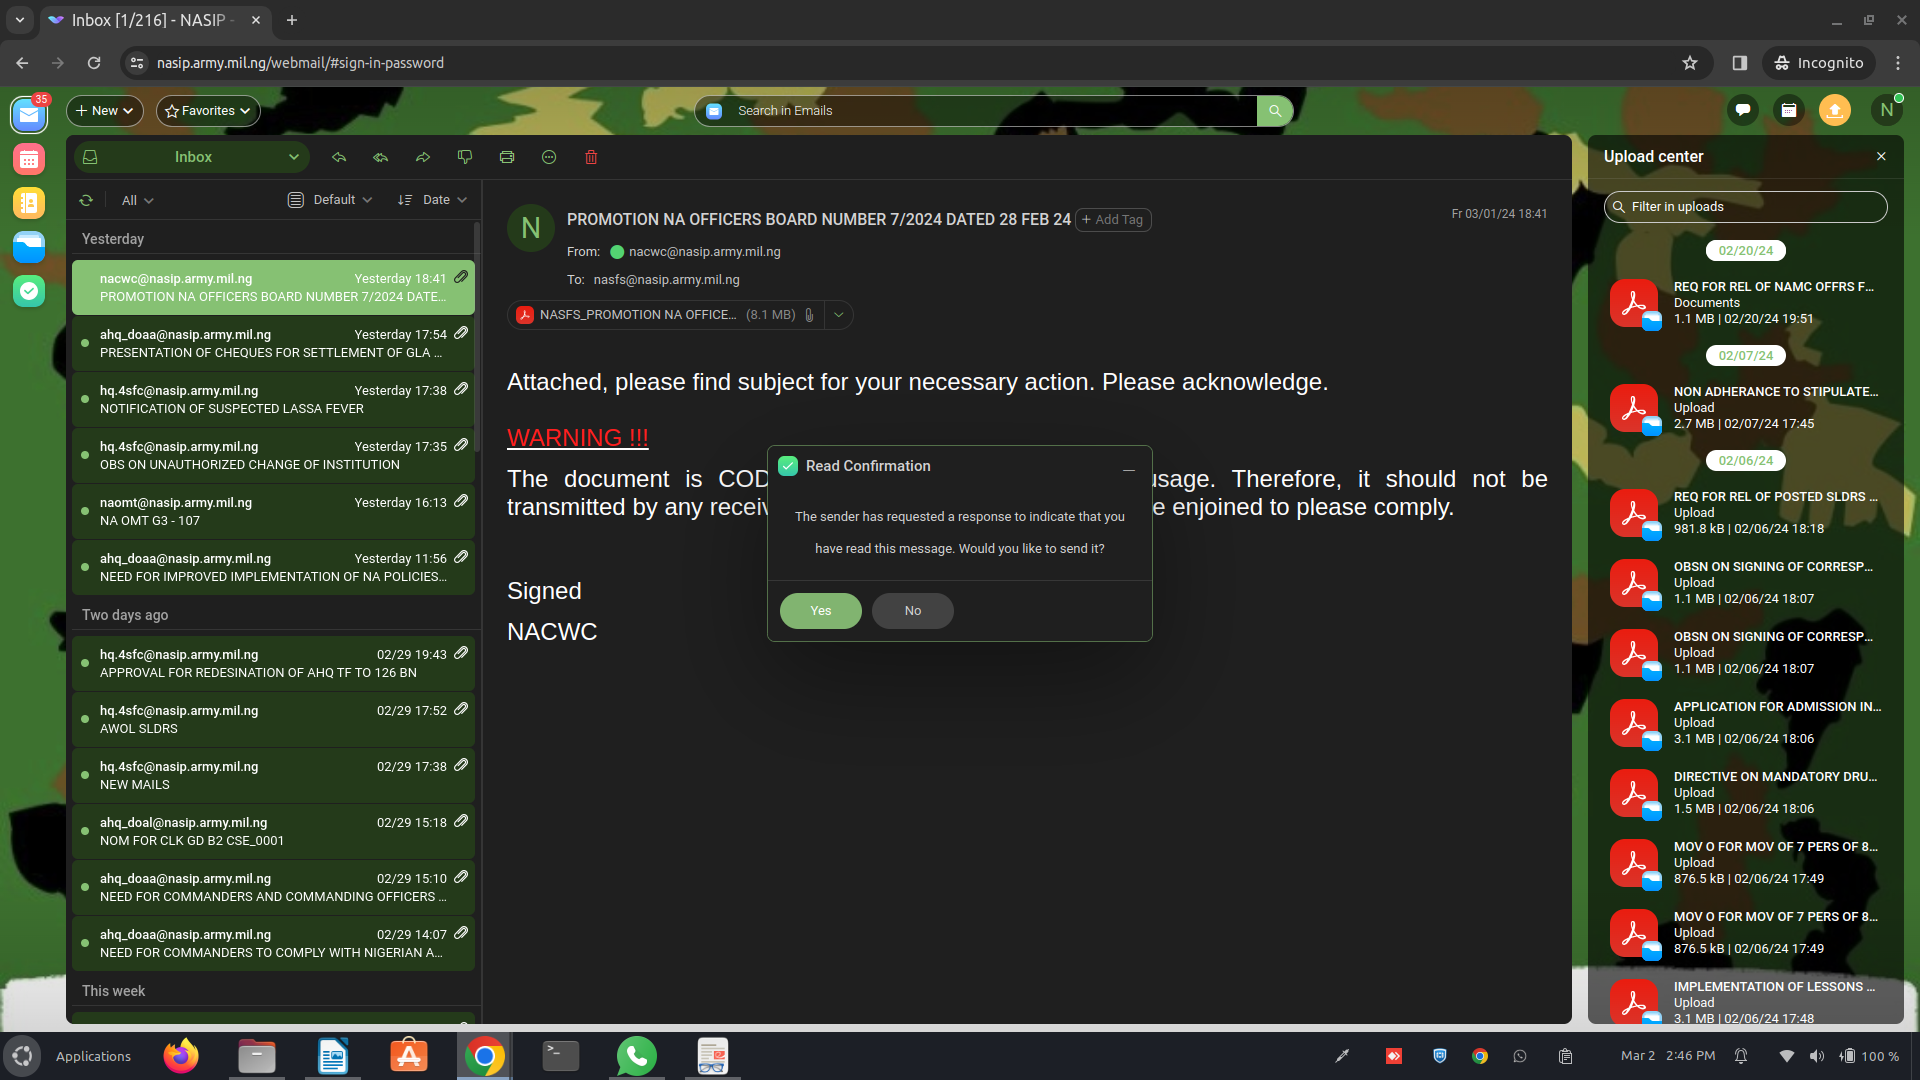 Inbox [1/216] - NASIP -
nasip.army.mil.ng/webmail/#sign-in-password
Incognito
35
New
Favorites
Search in Emails
N
Inbox
All
Default
Date
Yesterday
nacwc@nasip.army.mil.ng Yesterday 18:41
PROMOTION NA OFFICERS BOARD NUMBER 7/2024 DATE...
ahq_doaa@nasip.army.mil.ng Yesterday 17:54
PRESENTATION OF CHEQUES FOR SETTLEMENT OF GLA ...
hq.4sfc@nasip.army.mil.ng Yesterday 17:38
NOTIFICATION OF SUSPECTED LASSA FEVER
hq.4sfc@nasip.army.mil.ng Yesterday 17:35
OBS ON UNAUTHORIZED CHANGE OF INSTITUTION
naomt@nasip.army.mil.ng Yesterday 16:13
NA OMT G3 - 107
ahq_doaa@nasip.army.mil.ng Yesterday 11:56
NEED FOR IMPROVED IMPLEMENTATION OF NA POLICIES...
Two days ago
hq.4sfc@nasip.army.mil.ng 02/29 19:43
APPROVAL FOR REDESINATION OF AHQ TF TO 126 BN
hq.4sfc@nasip.army.mil.ng 02/29 17:52
AWOL SLDRS
hq.4sfc@nasip.army.mil.ng 02/29 17:38
NEW MAILS
ahq_doal@nasip.army.mil.ng 02/29 15:18
NOM FOR CLK GD B2 CSE_0001
ahq_doaa@nasip.army.mil.ng 02/29 15:10
NEED FOR COMMANDERS AND COMMANDING OFFICERS ...
ahq_doaa@nasip.army.mil.ng 02/29 14:07
NEED FOR COMMANDERS TO COMPLY WITH NIGERIAN A...
This week
N
PROMOTION NA OFFICERS BOARD NUMBER 7/2024 DATED 28 FEB 24 + Add Tag
Fr 03/01/24 18:41
From: nacwc@nasip.army.mil.ng
To: nasfs@nasip.army.mil.ng
NASFS_PROMOTION NA OFFICE... (8.1 MB)
Attached, please find subject for your necessary action. Please acknowledge.
WARNING !!!
The document is COD usage. Therefore, it should not be
transmitted by any receiv e enjoined to please comply.
Signed
NACWC
Read Confirmation
The sender has requested a response to indicate that you
have read this message. Would you like to send it?
Yes
No
Upload center
Filter in uploads
02/20/24
REQ FOR REL OF NAMC OFFRS F...
Documents
1.1 MB | 02/20/24 19:51
02/07/24
NON ADHERANCE TO STIPULATE...
Upload
2.7 MB | 02/07/24 17:45
02/06/24
REQ FOR REL OF POSTED SLDRS ...
Upload
981.8 kB | 02/06/24 18:18
OBSN ON SIGNING OF CORRESP...
Upload
1.1 MB | 02/06/24 18:07
OBSN ON SIGNING OF CORRESP...
Upload
1.1 MB | 02/06/24 18:07
APPLICATION FOR ADMISSION IN...
Upload
3.1 MB | 02/06/24 18:06
DIRECTIVE ON MANDATORY DRU...
Upload
1.5 MB | 02/06/24 18:06
MOV O FOR MOV OF 7 PERS OF 8...
Upload
876.5 kB | 02/06/24 17:49
MOV O FOR MOV OF 7 PERS OF 8...
Upload
876.5 kB | 02/06/24 17:49
IMPLEMENTATION OF LESSONS ...
Upload
3.1 MB | 02/06/24 17:48
Applications
Mar 2 2:46 PM
100 %